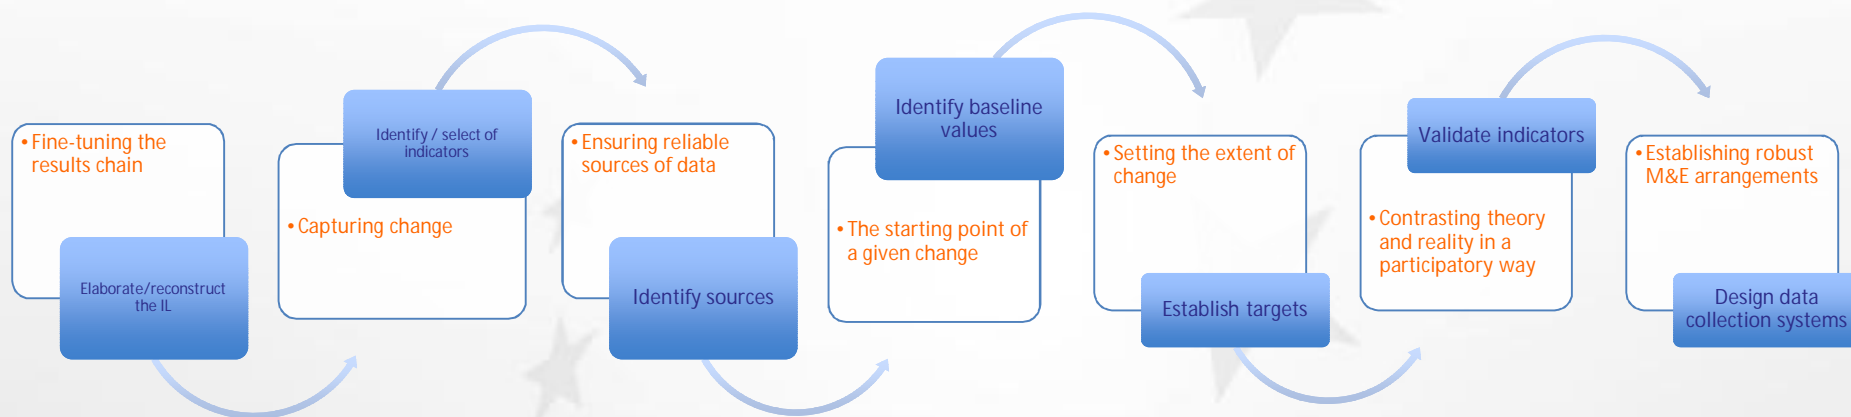 • Fine-tuning the
results chain
Elaborate/reconstruct
the IL
Identify / select of
indicators
• Capturing change
• Ensuring reliable
sources of data
Identify sources
Identify baseline
values
• The starting point of
a given change
• Setting the extent of
change
Establish targets
Validate indicators
• Contrasting theory
and reality in a
participatory way
• Establishing robust
M&E arrangements
Design data
collection systems